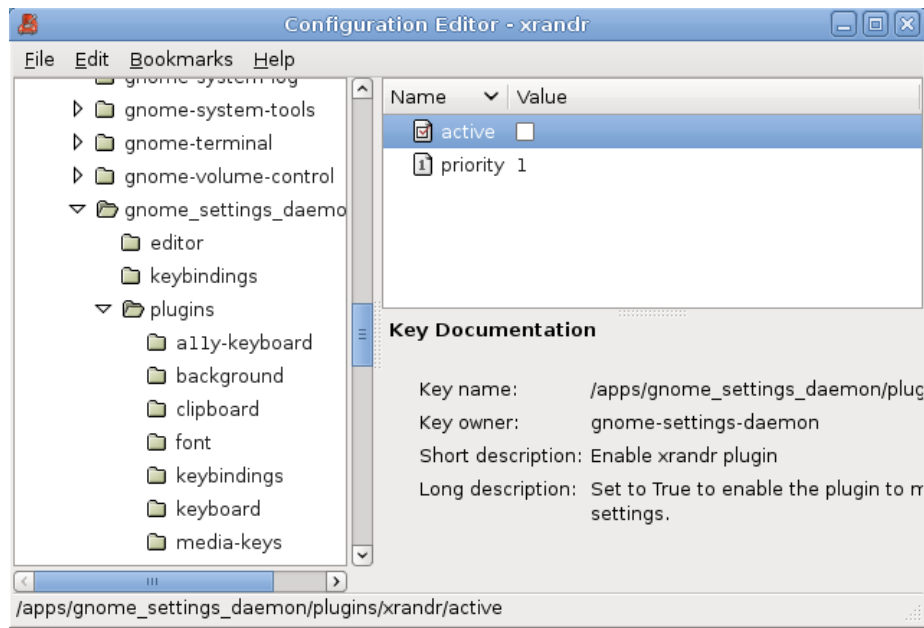 Configuration Editor - xrandr
File Edit Bookmarks Help
gnome-system-log
gnome-system-tools
gnome-terminal
gnome-volume-control
gnome_settings_daemo
editor
keybindings
plugins
a11y-keyboard
background
clipboard
font
keybindings
keyboard
media-keys
Name Value
active
priority 1
Key Documentation
Key name: /apps/gnome_settings_daemon/plug
Key owner: gnome-settings-daemon
Short description: Enable xrandr plugin
Long description: Set to True to enable the plugin to m
settings.
/apps/gnome_settings_daemon/plugins/xrandr/active